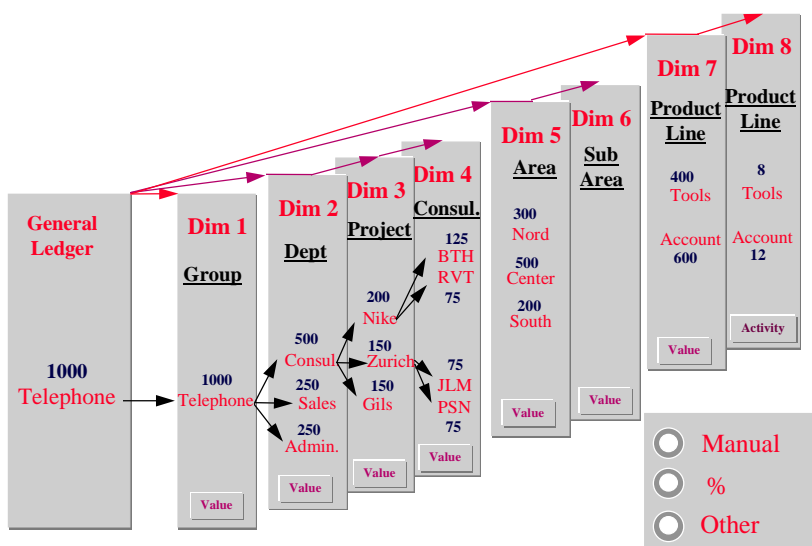 General
Ledger
1000
Telephone
Dim 1
Group
1000
Telephone
Value
Dim 2
Dept
500
Consul.
250
Sales
250
Admin.
Value
Dim 3
Project
200
Nike
150
Zurich
150
Gils
Value
Dim 4
Consul.
125
BTH
RVT
75
75
JLM
PSN
75
Value
Dim 5
Area
300
Nord
500
Center
200
South
Value
Dim 6
Sub
Area
Value
Dim 7
Product
Line
400
Tools
Account
600
Value
Dim 8
Product
Line
8
Tools
Account
12
Activity
Manual
%
Other